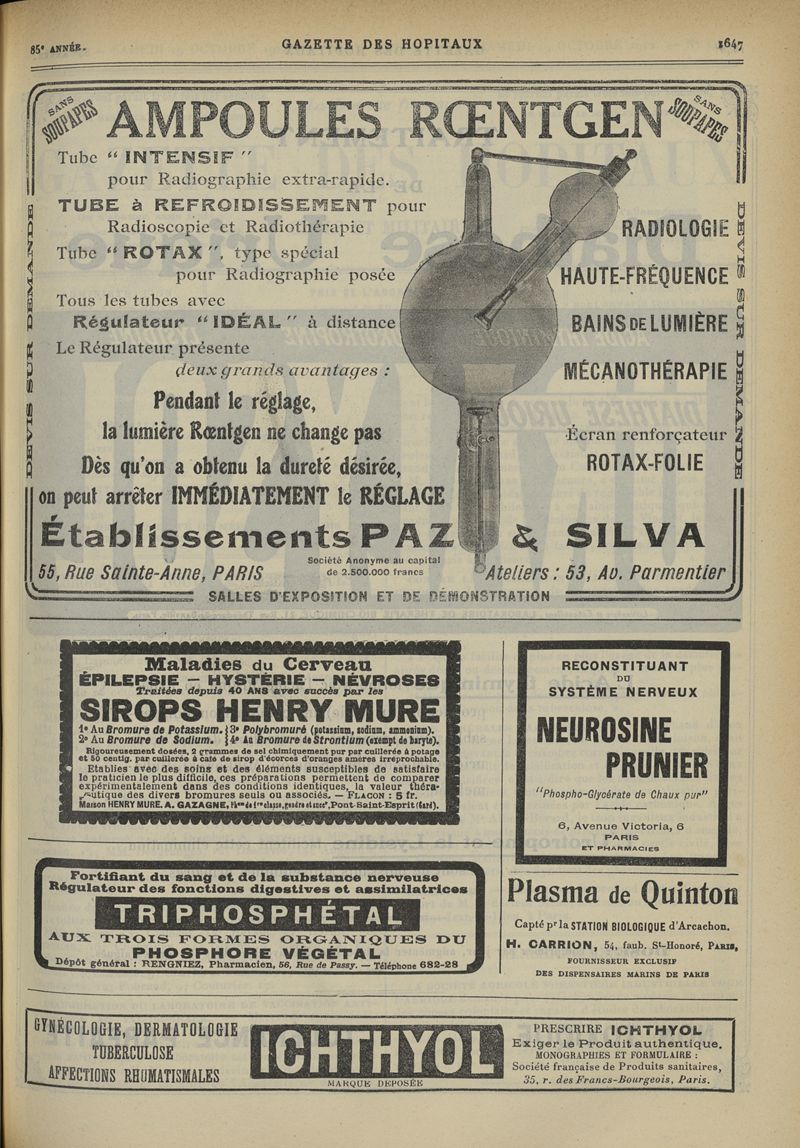 85e ANNÉE.
GAZETTE DES HOPITAUX
1647
SANS SOUPAPES
AMPOULES RŒNTGEN
SANS SOUPAPES
Tube “ INTENSIF ”
pour Radiographie extra-rapide.
TUBE à REFROIDISSEMENT pour
Radioscopie et Radiothérapie
Tube “ ROTAX ”, type spécial
pour Radiographie posée
Tous les tubes avec
Régulateur “ IDÉAL ” à distance
Le Régulateur présente
deux grands avantages :
Pendant le réglage,
la lumière Rœntgen ne change pas
Dès qu'on a obtenu la dureté désirée,
on peut arrêter IMMÉDIATEMENT le RÉGLAGE
DEVIS SUR DEMANDE
RADIOLOGIE
HAUTE-FRÉQUENCE
BAINS DE LUMIÈRE
MÉCANOTHÉRAPIE
Écran renforçateur
ROTAX-FOLIE
DEVIS SUR DEMANDE
Établissements PAZ & SILVA
55, Rue Sainte-Anne, PARIS
Société Anonyme au capital
de 2.500.000 francs
Ateliers : 53, Av. Parmentier
SALLES D'EXPOSITION ET DE DÉMONSTRATION
Maladies du Cerveau
ÉPILEPSIE — HYSTÉRIE — NÉVROSES
Traitées depuis 40 ANS avec succès par les
SIROPS HENRY MURE
1º Au Bromure de Potassium. 3º Polybromuré (potassium, sodium, ammonium).
2º Au Bromure de Sodium. 4º Au Bromure de Strontium (exempt de baryte).
Rigoureusement dosées, 2 grammes de sel chimiquement pur par cuillerée à potage
et 50 centig. par cuillerée à café de sirop d'écorces d'oranges amères irréprochable.
Etablies avec des soins et des éléments susceptibles de satisfaire
le praticien le plus difficile, ces préparations permettent de comparer
expérimentalement dans des conditions identiques, la valeur théra-
peutique des divers bromures seuls ou associés. — FLACON : 5 fr.
Maison HENRY MURE. A. GAZAGNE, Phen de 1re classe, gendre et succr, Pont-Saint-Esprit (Gard).
RECONSTITUANT
DU
SYSTÈME NERVEUX
NEUROSINE
PRUNIER
"Phospho-Glycérate de Chaux pur"
6, Avenue Victoria, 6
PARIS
ET PHARMACIES
Fortifiant du sang et de la substance nerveuse
Régulateur des fonctions digestives et assimilatrices
TRIPHOSPHÉTAL
AUX TROIS FORMES ORGANIQUES DU
PHOSPHORE VÉGÉTAL
Dépôt général : RENGNIEZ, Pharmacien, 56, Rue de Passy. — Téléphone 682-28
Plasma de Quinton
Capté pr la STATION BIOLOGIQUE d'Arcachon.
H. CARRION, 54, faub. St-Honoré, PARIS,
FOURNISSEUR EXCLUSIF
DES DISPENSAIRES MARINS DE PARIS
GYNÉCOLOGIE, DERMATOLOGIE
TUBERCULOSE
AFFECTIONS RHUMATISMALES
ICHTHYOL
MARQUE DEPOSÉE
PRESCRIRE ICHTHYOL
Exiger le Produit authentique.
MONOGRAPHIES ET FORMULAIRE :
Société française de Produits sanitaires,
35, r. des Francs-Bourgeois, Paris.